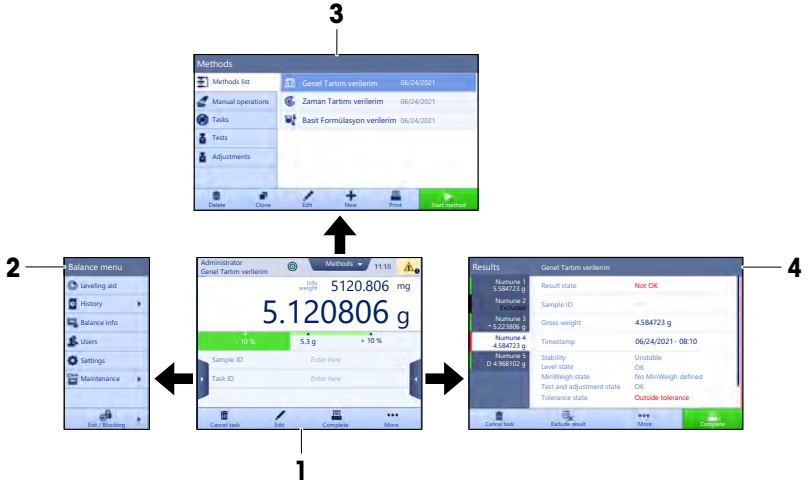 3
Methods
Methods list
Manual operations
Tasks
Tests
Adjustments
Genel Tartım verilerim 06/24/2021
Zaman Tartımı verilerim 06/24/2021
Basit Formülasyon verilerim 06/24/2021
Delete
Clone
Edit
New
Print
Start method
2
Balance menu
Leveling aid
History
Balance info
Users
Settings
Maintenance
Exit / Blocking
Administrator
Genel Tartım verilerim
Methods
11:18
info weight 5120.806 mg
5.120806 g
- 10 %
5.3 g
+ 10 %
Sample ID Enter here
Task ID Enter here
Cancel task
Edit
Complete
More
1
4
Results
Genel Tartım verilerim
Numune 1
5.584723 g
Numune 2
Excluded
Numune 3
* 5.223806 g
Numune 4
4.584723 g
Numune 5
D 4.968102 g
Result state Not OK
Sample ID
Gross weight 4.584723 g
Timestamp 06/24/2021- 08:10
Stability Unstable
Level state OK
MinWeigh state No MinWeigh defined
Test and adjustment state OK
Tolerance state Outside tolerance
Cancel task
Exclude result
More
Complete